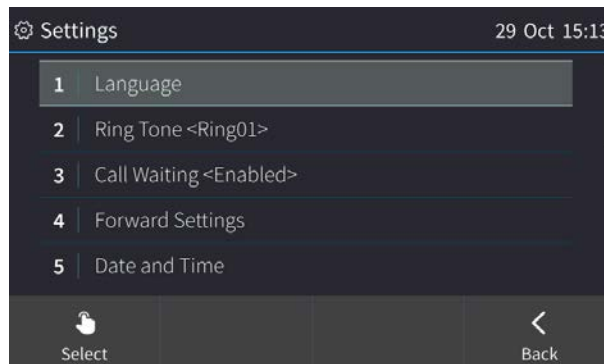 Settings
29 Oct 15:13
1 Language
2 Ring Tone <Ring01>
3 Call Waiting <Enabled>
4 Forward Settings
5 Date and Time
Select
Back